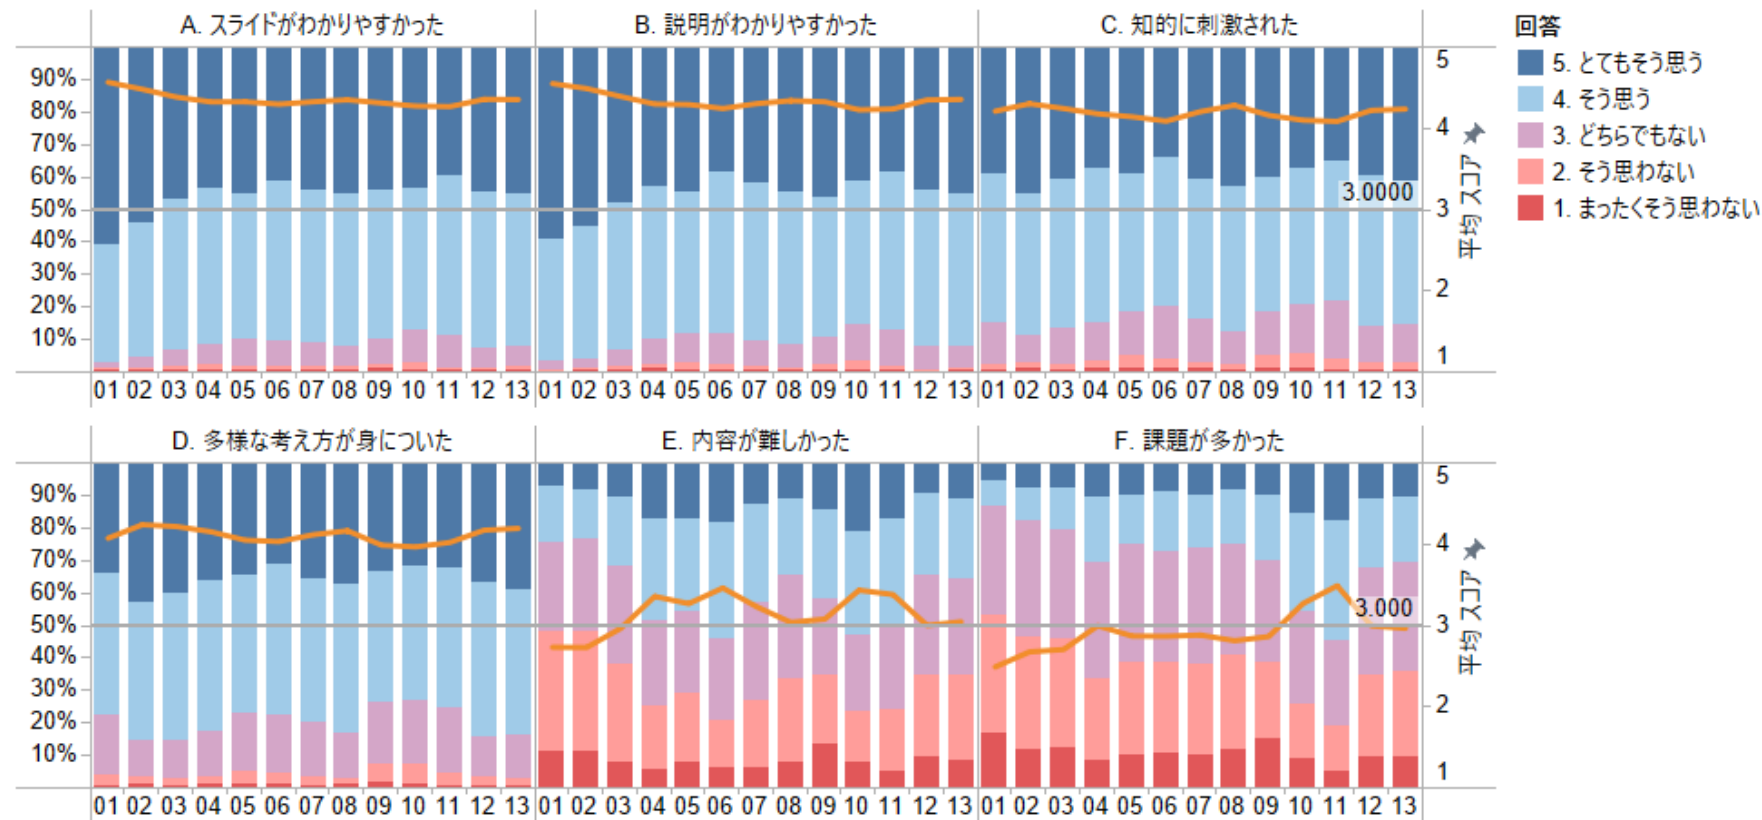 A. スライドがわかりやすかった
B. 説明がわかりやすかった
C. 知的に刺激された
90%
80%
70%
60%
50%
40%
30%
20%
10%
5
4
3
2
1
平均 スコア
3.0000
01 02 03 04 05 06 07 08 09 10 11 12 13
01 02 03 04 05 06 07 08 09 10 11 12 13
01 02 03 04 05 06 07 08 09 10 11 12 13
回答
5. とてもそう思う
4. そう思う
3. どちらでもない
2. そう思わない
1. まったくそう思わない
D. 多様な考え方が身についた
E. 内容が難しかった
F. 課題が多かった
90%
80%
70%
60%
50%
40%
30%
20%
10%
5
4
3
2
1
平均 スコア
3.000
01 02 03 04 05 06 07 08 09 10 11 12 13
01 02 03 04 05 06 07 08 09 10 11 12 13
01 02 03 04 05 06 07 08 09 10 11 12 13